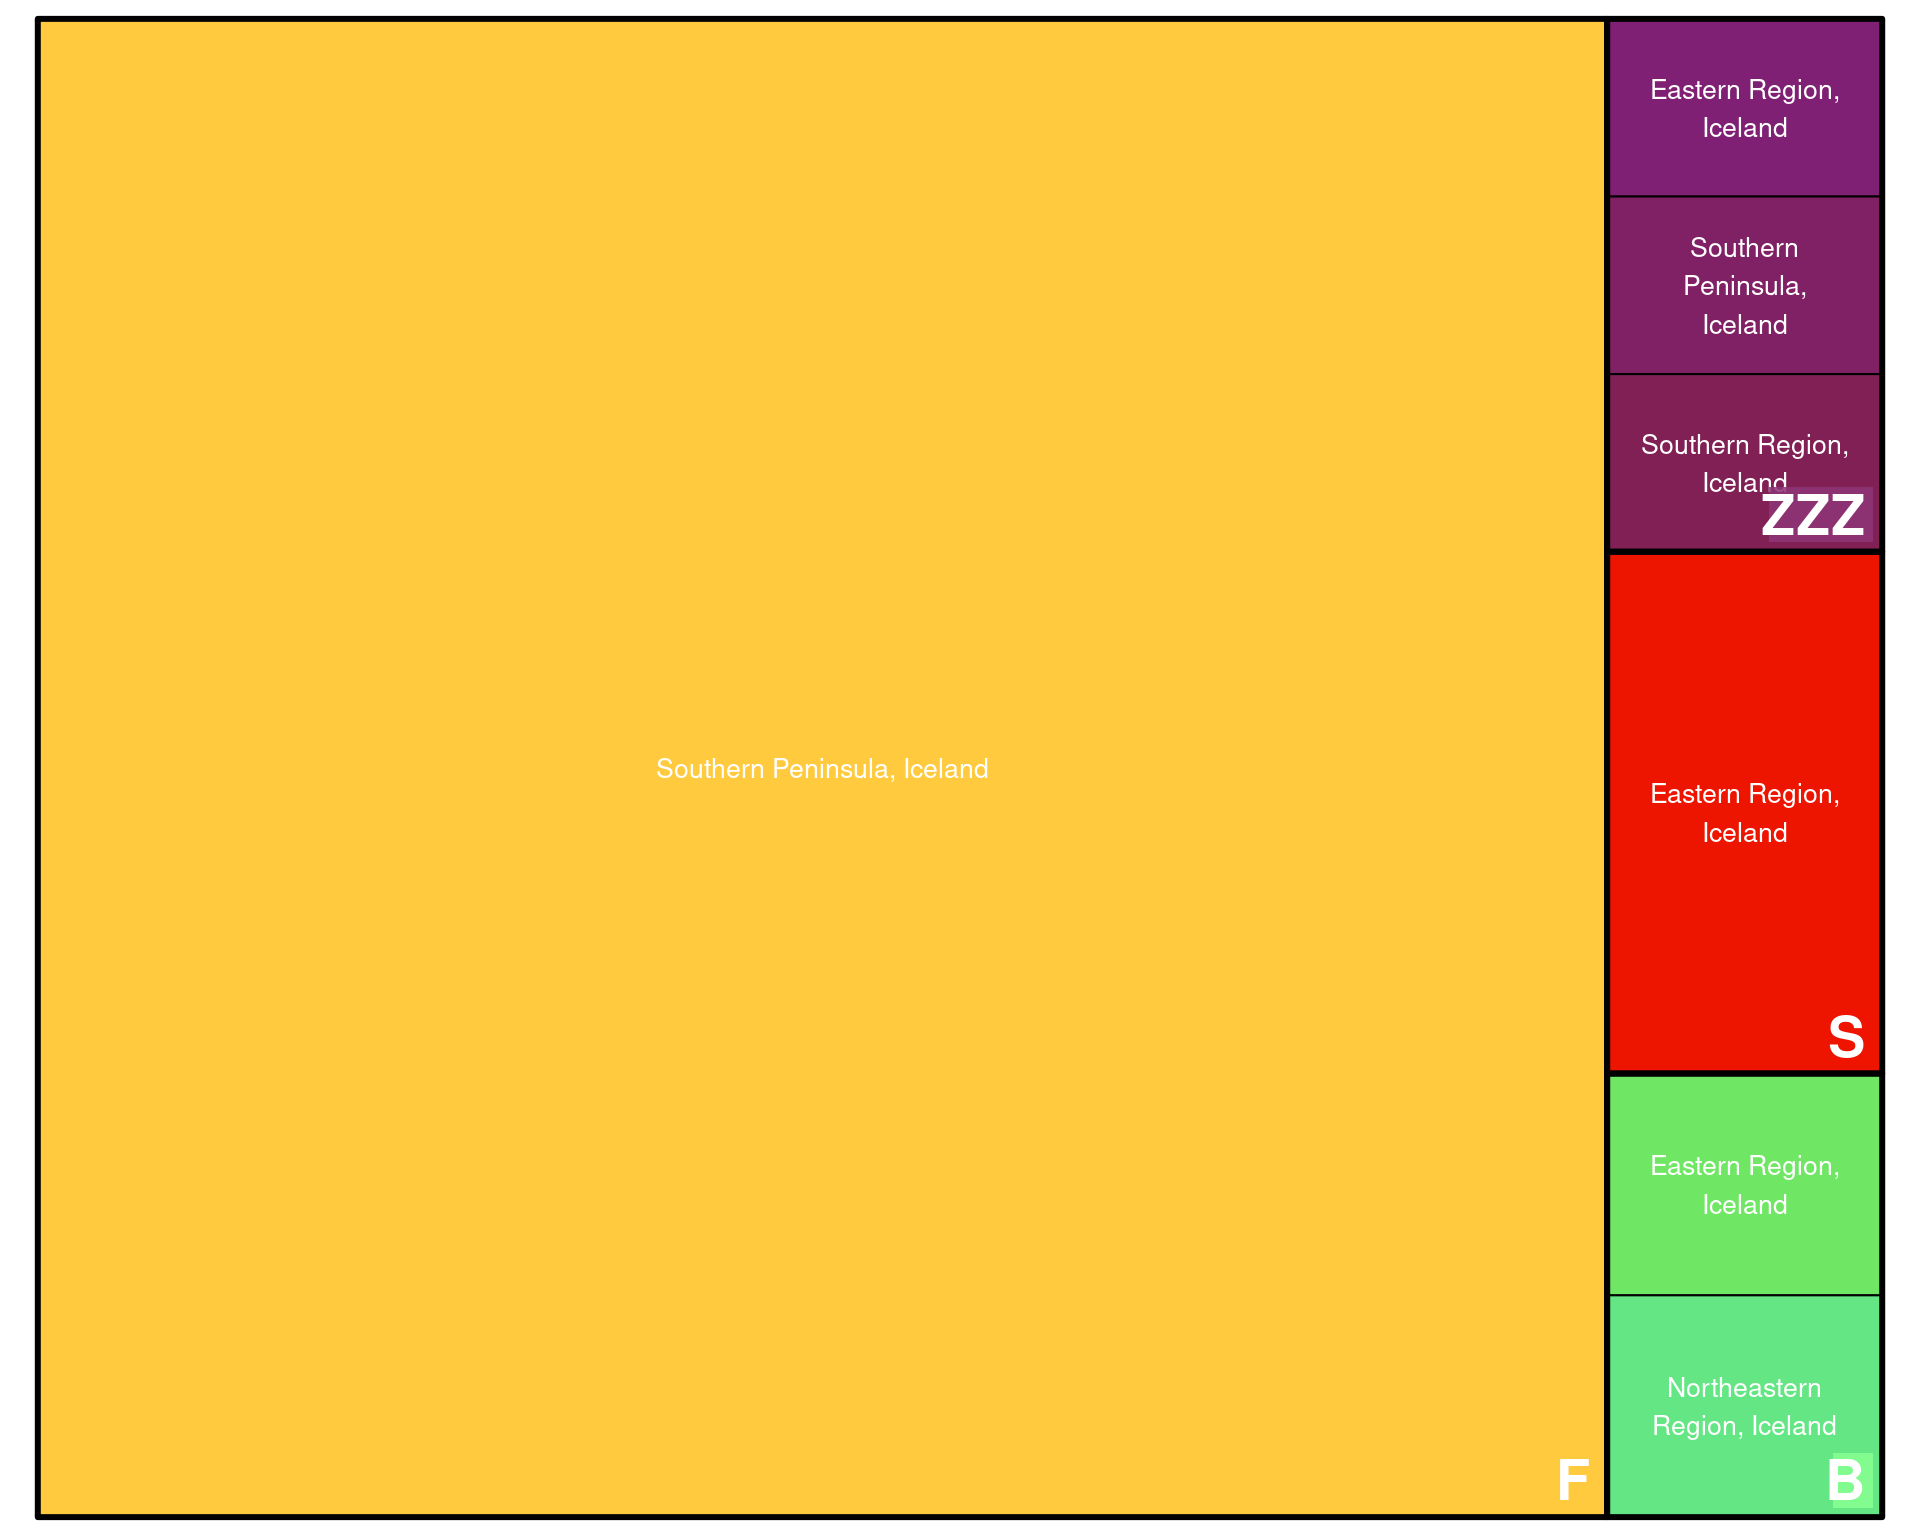 Southern Peninsula, Iceland
F
Eastern Region,
Iceland
Southern
Peninsula,
Iceland
Southern Region,
Iceland
ZZZ
Eastern Region,
Iceland
S
Eastern Region,
Iceland
Northeastern
Region, Iceland
B